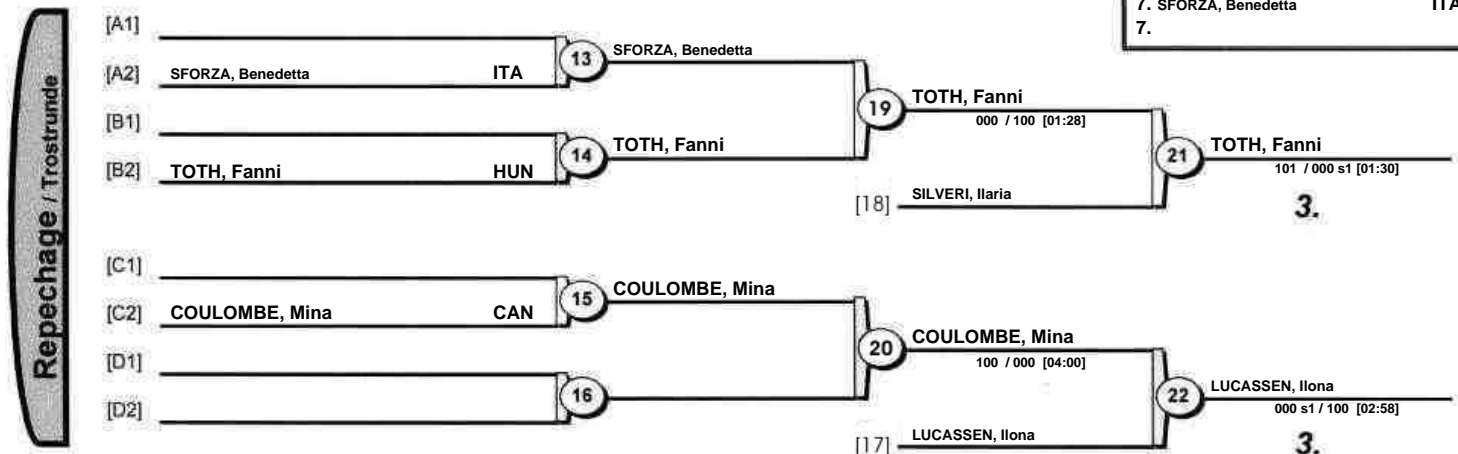 7. SFORZA, Benedetta ITA
7.
Repechage / Trostrunde
[A1]
13 SFORZA, Benedetta
[A2] SFORZA, Benedetta ITA
19 TOTH, Fanni
000 / 100 [01:28]
[B1]
14 TOTH, Fanni
[B2] TOTH, Fanni HUN
21 TOTH, Fanni
101 / 000 s1 [01:30]
[18] SILVERI, Ilaria
3.
[C1]
15 COULOMBE, Mina
[C2] COULOMBE, Mina CAN
20 COULOMBE, Mina
100 / 000 [04:00]
[D1]
16
[D2]
22 LUCASSEN, Ilona
000 s1 / 100 [02:58]
[17] LUCASSEN, Ilona
3.